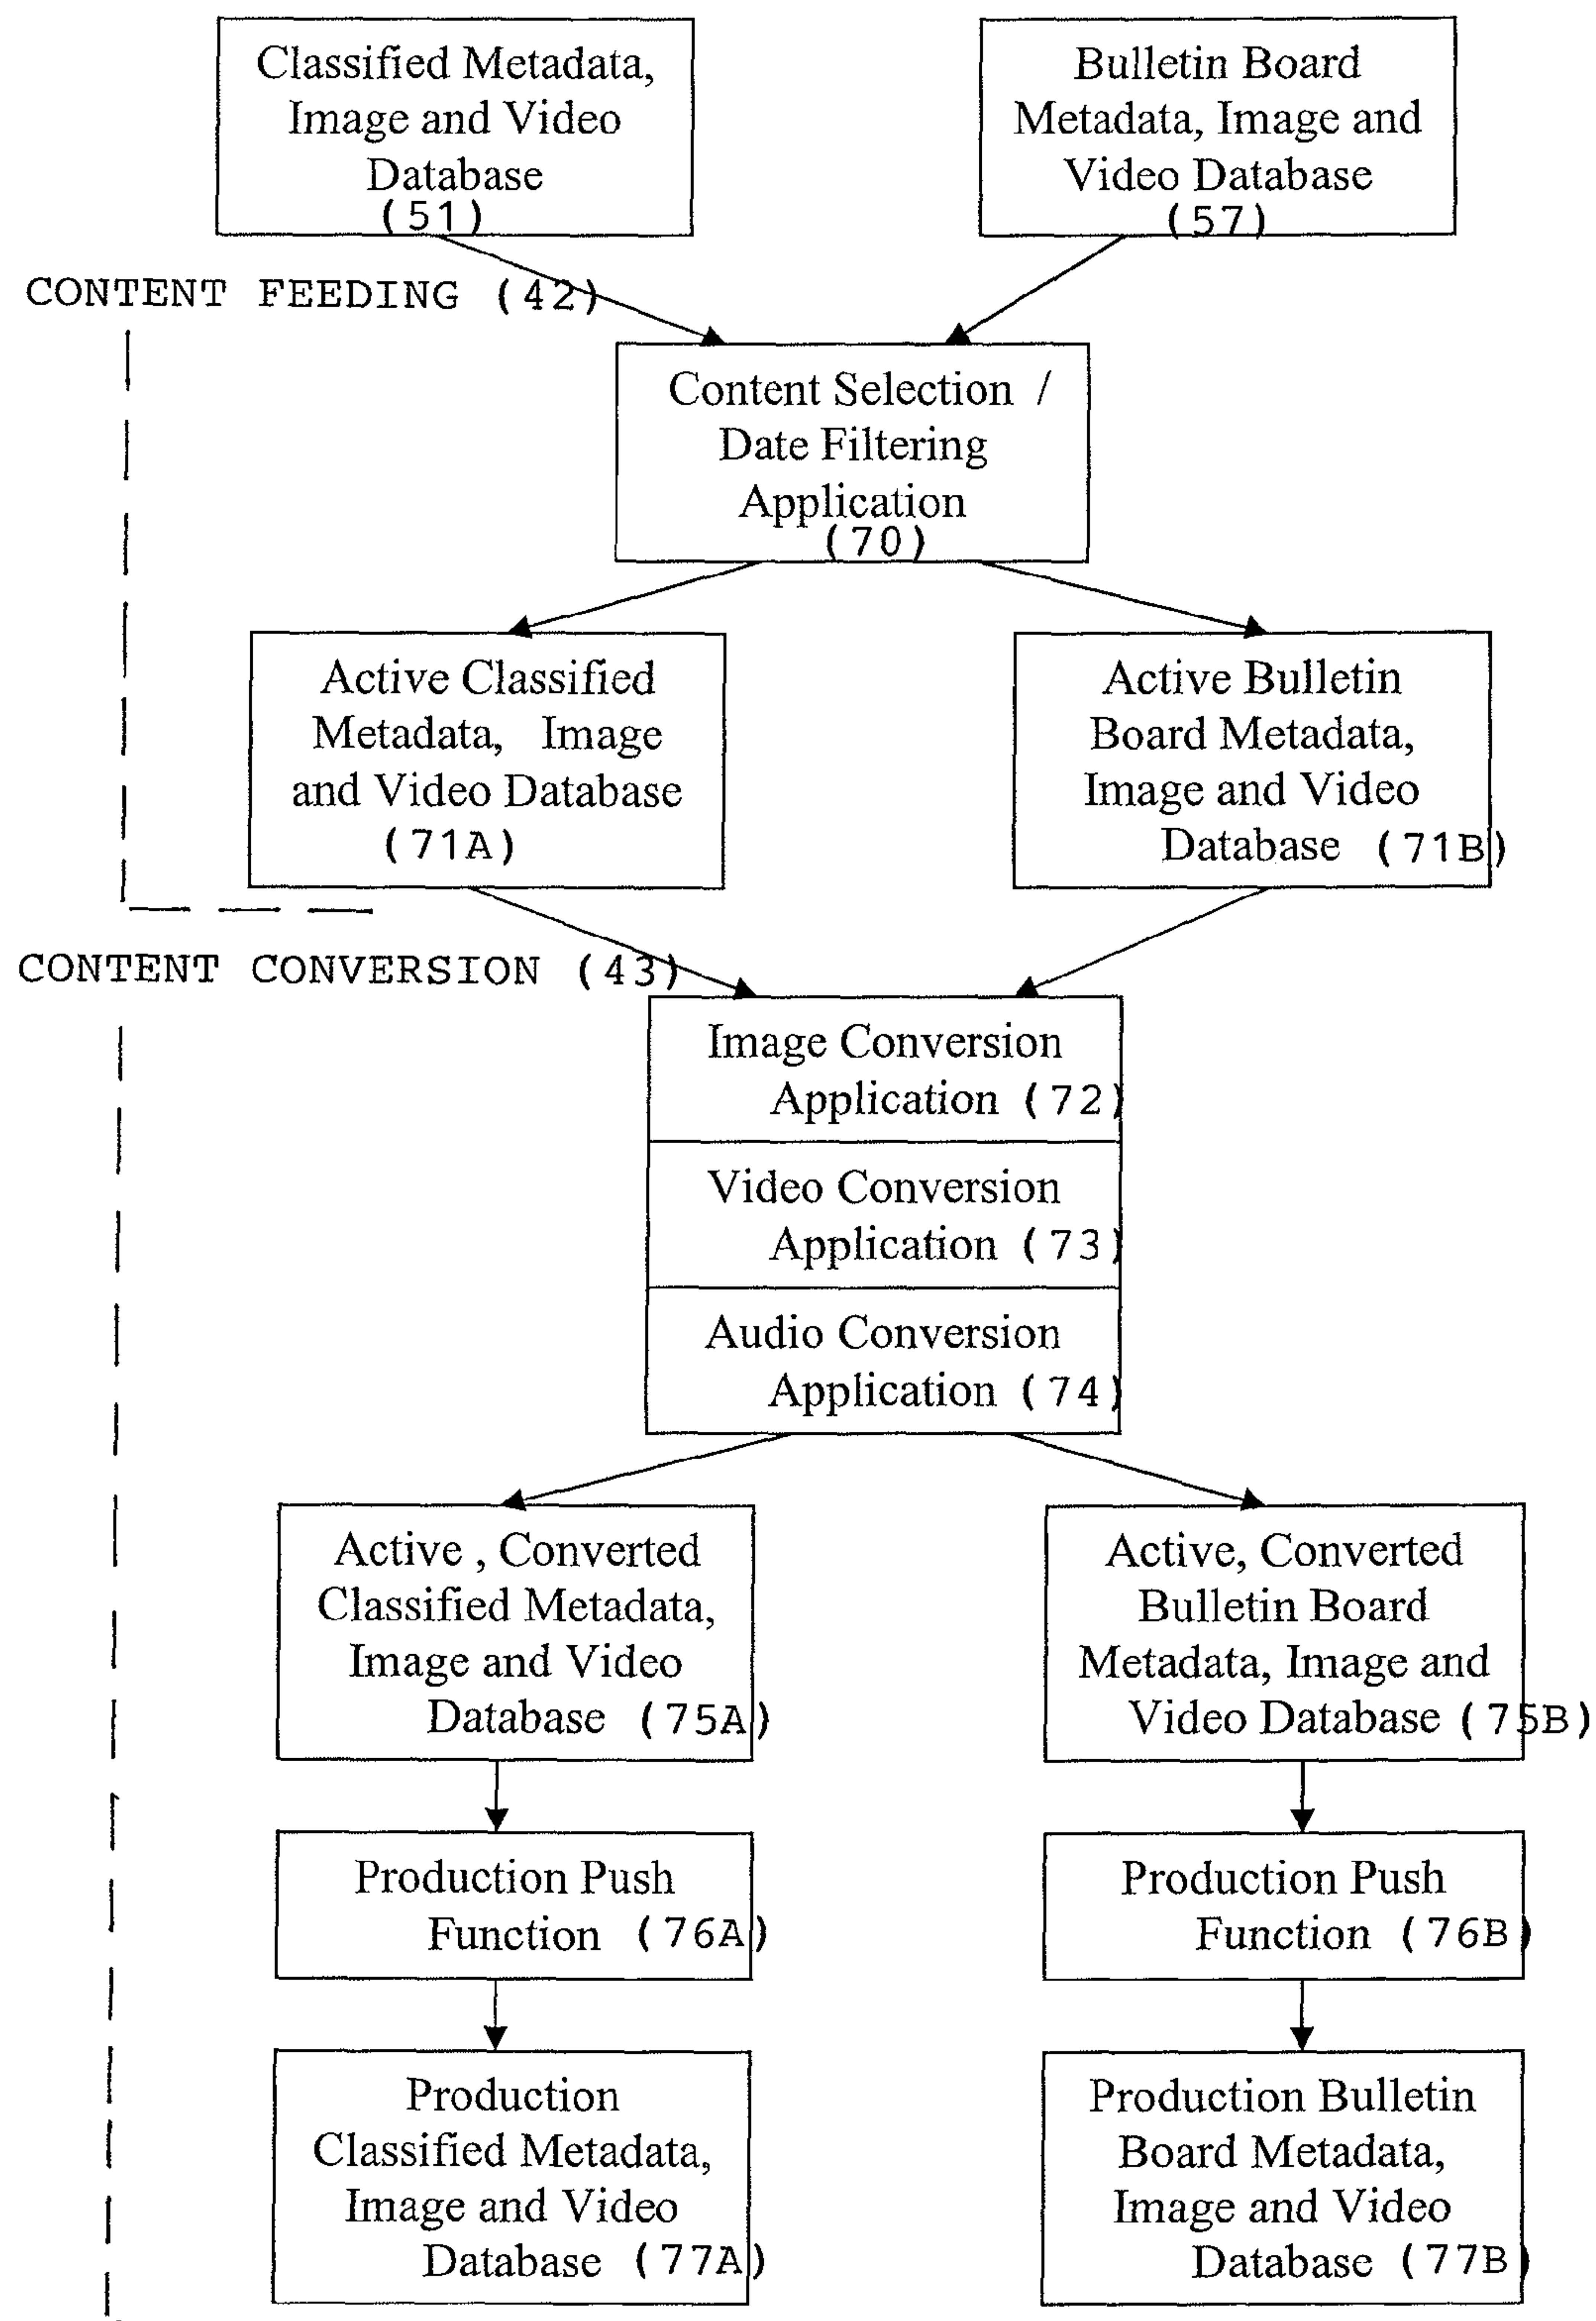 Classified Metadata,
Image and Video
Database
(51)
Bulletin Board
Metadata, Image and
Video Database
(57)
CONTENT FEEDING (42)
Content Selection /
Date Filtering
Application
(70)
Active Classified
Metadata, Image
and Video Database
(71A)
Active Bulletin
Board Metadata,
Image and Video
Database (71B)
CONTENT CONVERSION (43)
Image Conversion
Application (72)
Video Conversion
Application (73)
Audio Conversion
Application (74)
Active , Converted
Classified Metadata,
Image and Video
Database (75A)
Active, Converted
Bulletin Board
Metadata, Image and
Video Database (75B)
Production Push
Function (76A)
Production Push
Function (76B)
Production
Classified Metadata,
Image and Video
Database (77A)
Production Bulletin
Board Metadata,
Image and Video
Database (77B)